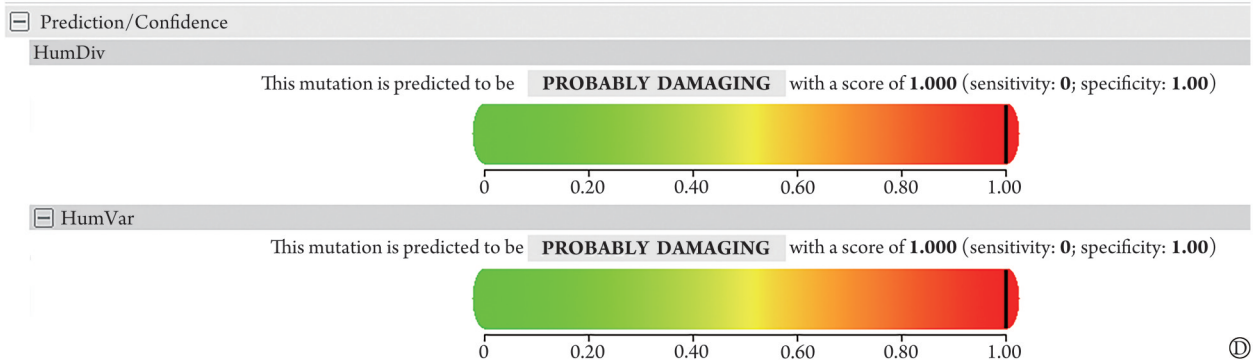 Prediction/Confidence
HumDiv
This mutation is predicted to be PROBABLY DAMAGING with a score of 1.000 (sensitivity: 0; specificity: 1.00)
0 0.20 0.40 0.60 0.80 1.00
HumVar
This mutation is predicted to be PROBABLY DAMAGING with a score of 1.000 (sensitivity: 0; specificity: 1.00)
0 0.20 0.40 0.60 0.80 1.00
Ⓓ